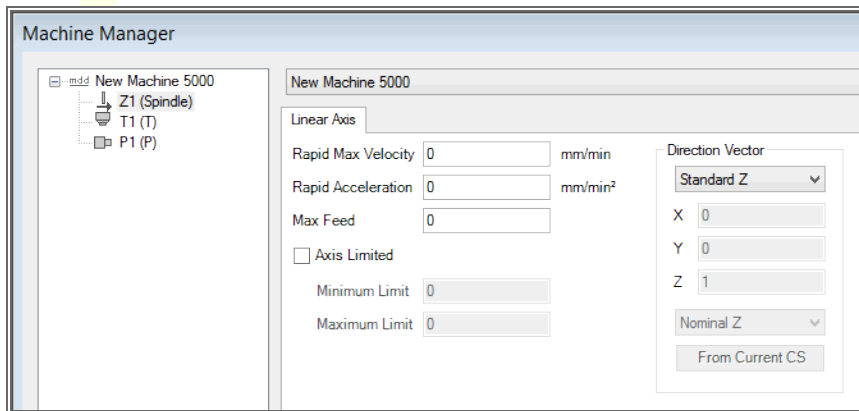 Machine Manager
mdd New Machine 5000
Z1 (Spindle)
T1 (T)
P1 (P)
New Machine 5000
Linear Axis
Rapid Max Velocity 0 mm/min
Rapid Acceleration 0 mm/min²
Max Feed 0
Axis Limited
Minimum Limit 0
Maximum Limit 0
Direction Vector
Standard Z
X 0
Y 0
Z 1
Nominal Z
From Current CS